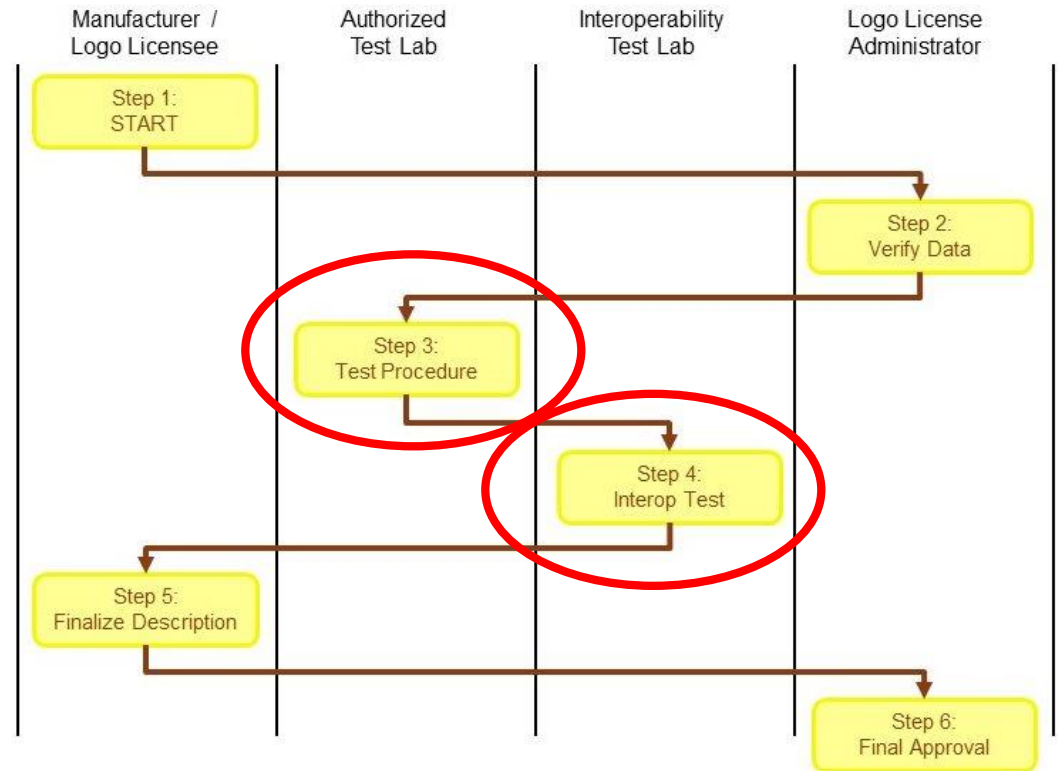 Manufacturer /
Logo Licensee
Authorized
Test Lab
Interoperability
Test Lab
Logo License
Administrator
Step 1:
START
Step 2:
Verify Data
Step 3:
Test Procedure
Step 4:
Interop Test
Step 5:
Finalize Description
Step 6:
Final Approval